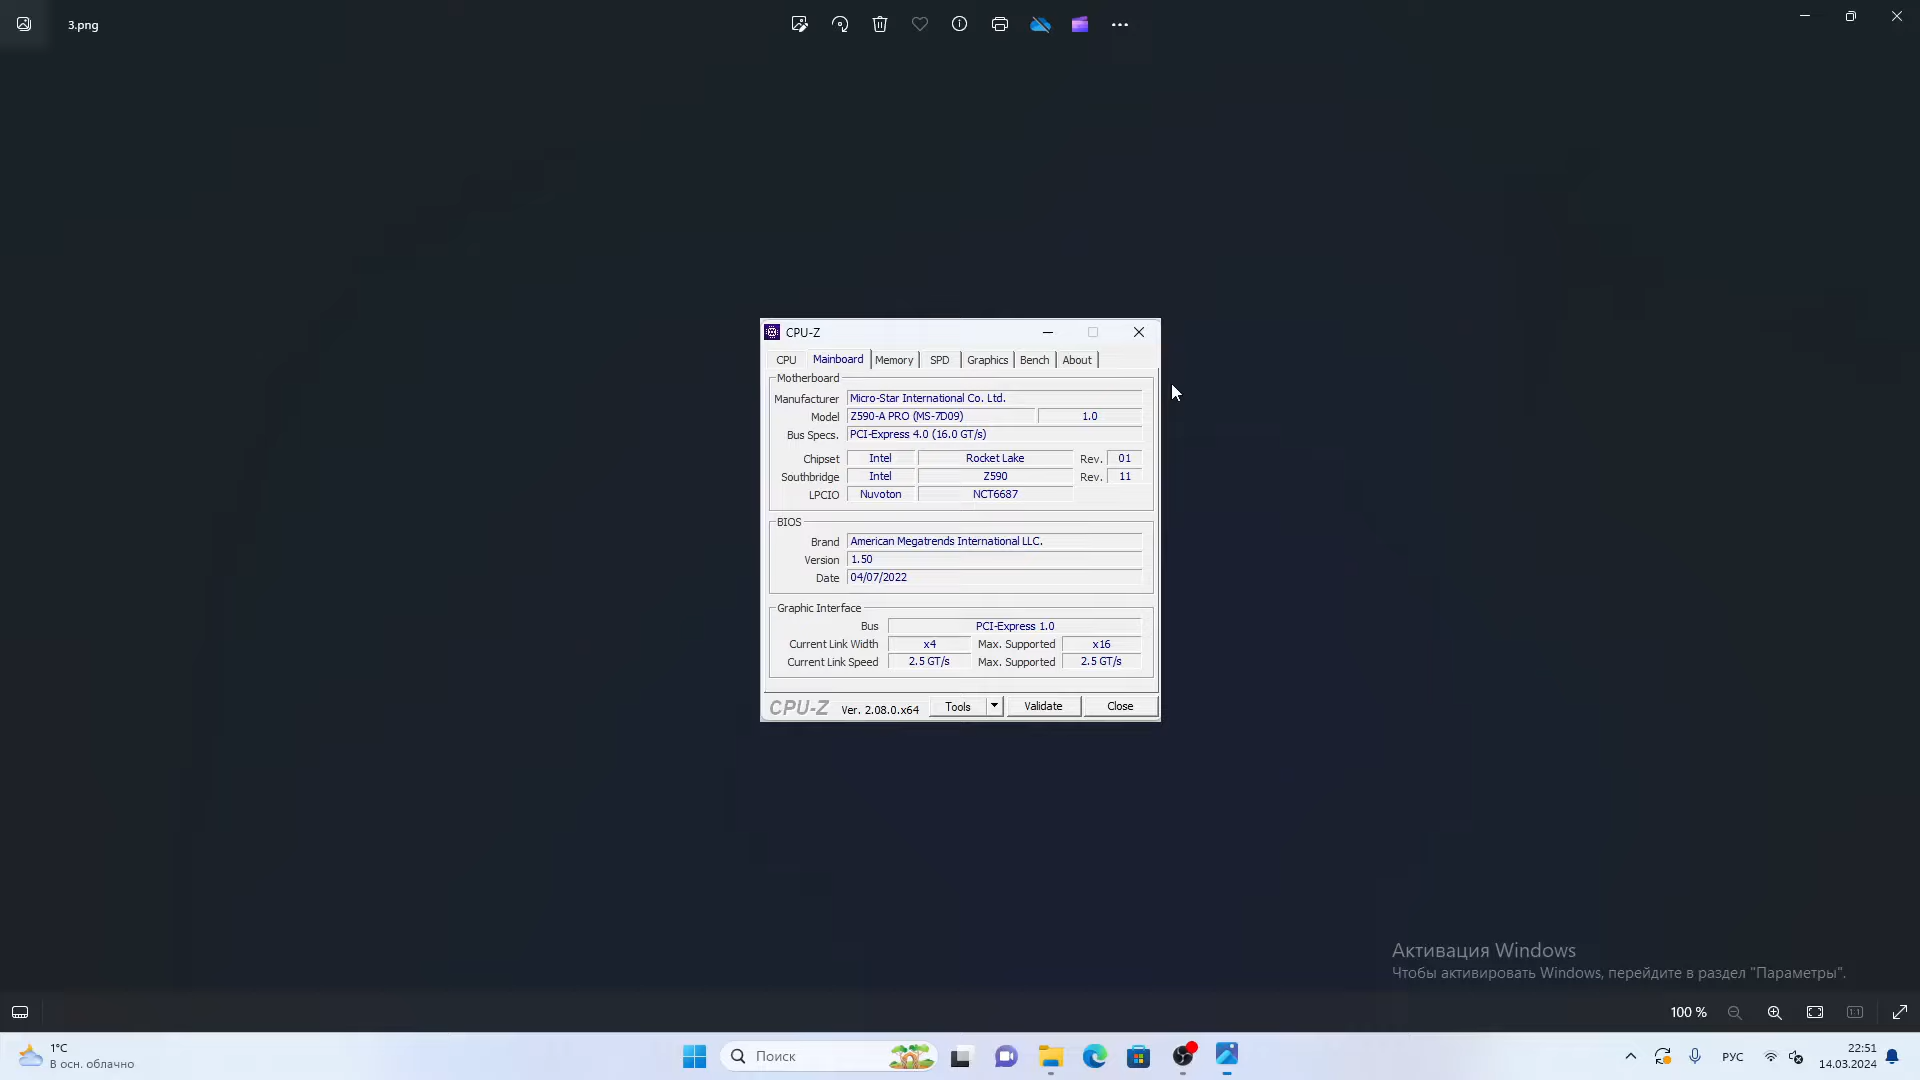 3.png
CPU-Z
CPU Mainboard Memory SPD Graphics Bench About
Motherboard
Manufacturer Micro-Star International Co. Ltd.
Model Z590-A PRO (MS-7D09) 1.0
Bus Specs. PCI-Express 4.0 (16.0 GT/s)
Chipset Intel Rocket Lake Rev. 01
Southbridge Intel Z590 Rev. 11
LPCIO Nuvoton NCT6687
BIOS
Brand American Megatrends International LLC.
Version 1.50
Date 04/07/2022
Graphic Interface
Bus PCI-Express 1.0
Current Link Width x4 Max. Supported x16
Current Link Speed 2.5 GT/s Max. Supported 2.5 GT/s
CPU-Z Ver. 2.08.0.x64 Tools Validate Close
Активация Windows
Чтобы активировать Windows, перейдите в раздел "Параметры".
100 % 1:1
1°C
В осн. облачно
Поиск
РУС
22:51
14.03.2024